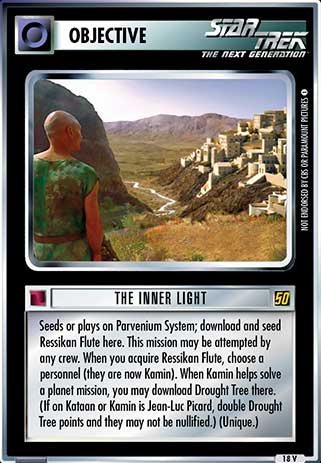 OBJECTIVE
STAR TREK
THE NEXT GENERATION
NOT ENDORSED BY CBS OR PARAMOUNT PICTURES
THE INNER LIGHT
50
Seeds or plays on Parvenium System; download and seed
Ressikan Flute here. This mission may be attempted by
any crew. When you acquire Ressikan Flute, choose a
personnel (they are now Kamin). When Kamin helps solve
a planet mission, you may download Drought Tree there.
(If on Kataan or Kamin is Jean-Luc Picard, double Drought
Tree points and they may not be nullified.) (Unique.)
18 V